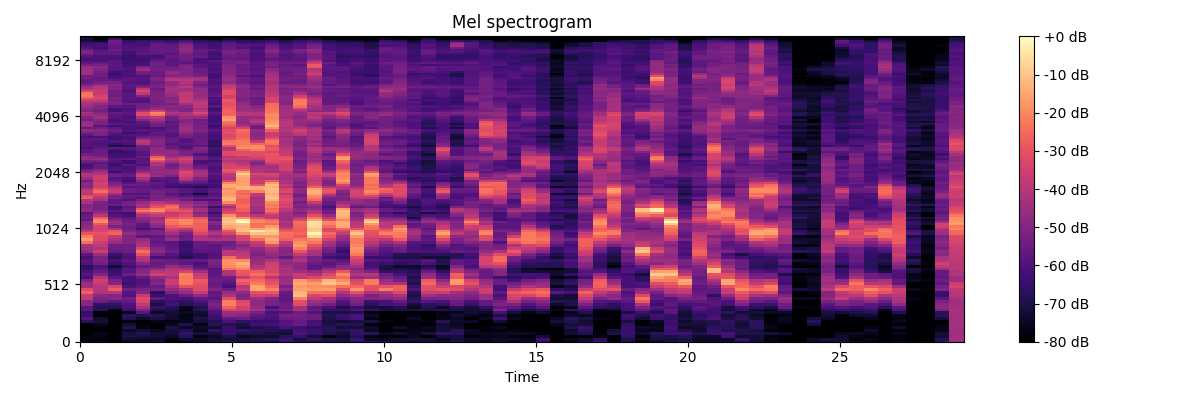 Mel spectrogram
Hz
8192
4096
2048
1024
512
0
0 5 10 15 20 25
Time
+0 dB
-10 dB
-20 dB
-30 dB
-40 dB
-50 dB
-60 dB
-70 dB
-80 dB